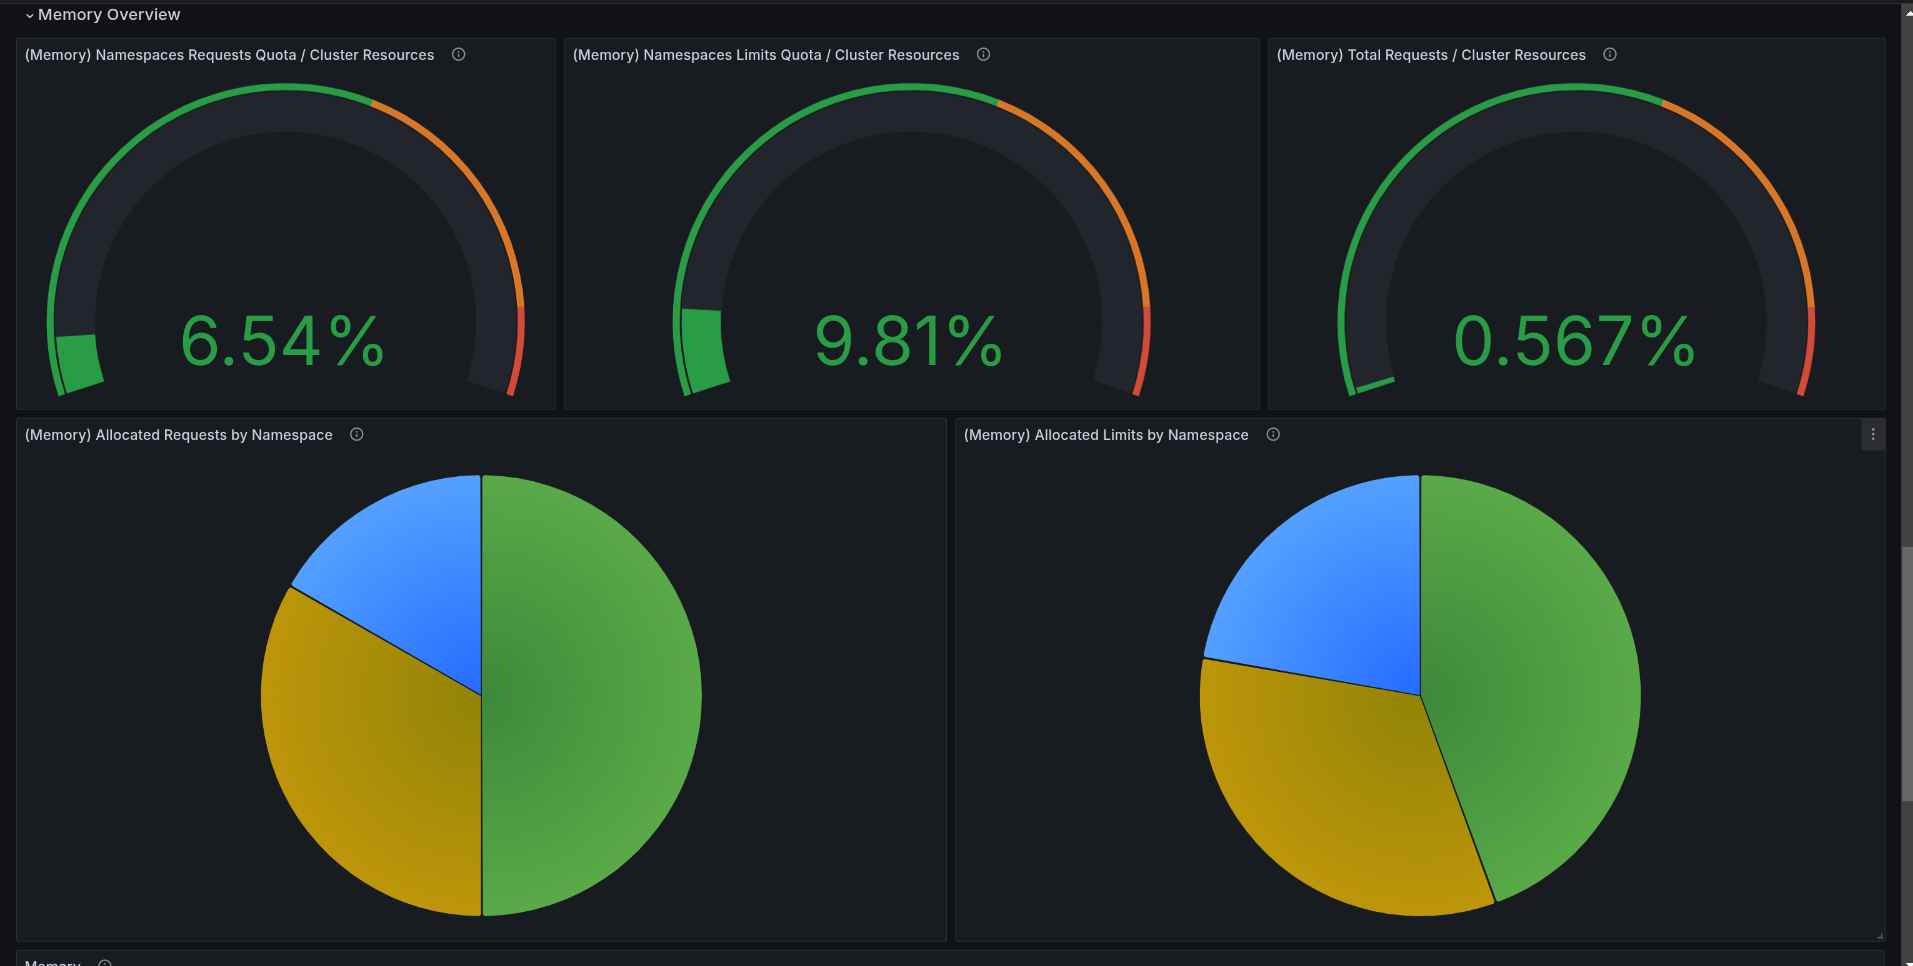 Memory Overview
(Memory) Namespaces Requests Quota / Cluster Resources
(Memory) Namespaces Limits Quota / Cluster Resources
(Memory) Total Requests / Cluster Resources
6.54%
9.81%
0.567%
(Memory) Allocated Requests by Namespace
(Memory) Allocated Limits by Namespace
Memory